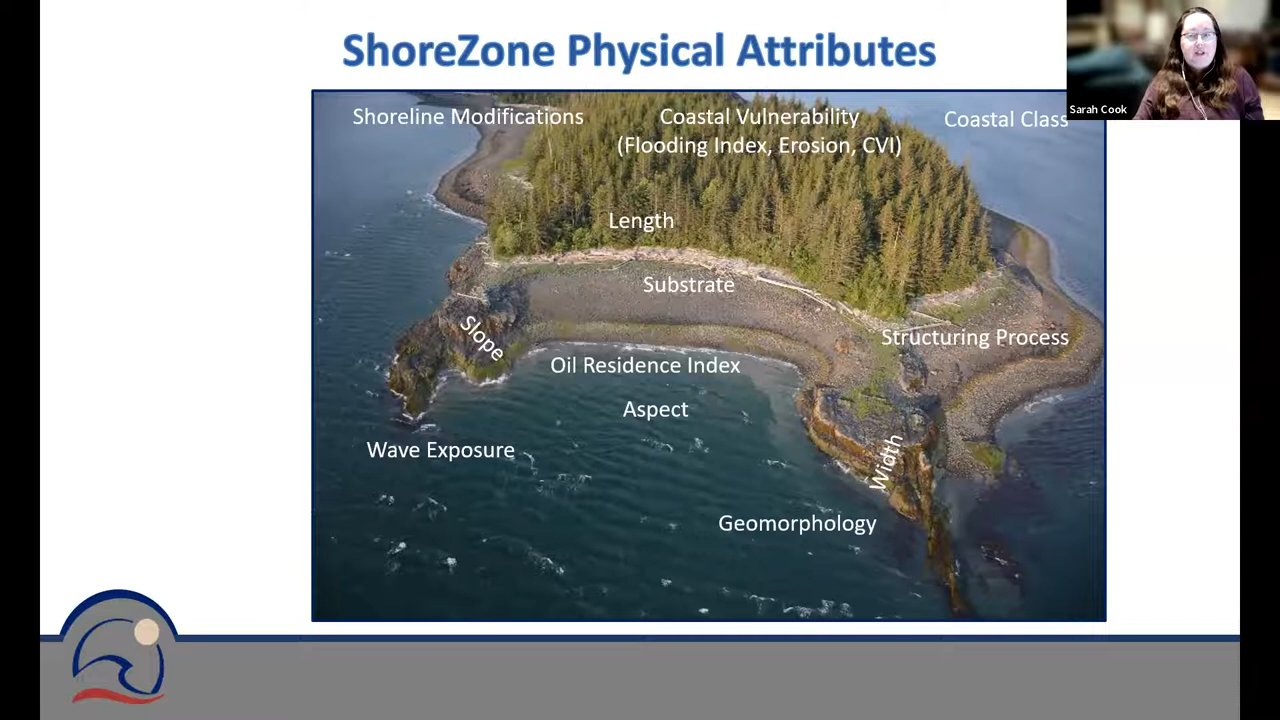 ShoreZone Physical Attributes
Sarah Cook
Shoreline Modifications
Coastal Vulnerability
(Flooding Index, Erosion, CVI)
Coastal Class
Length
Substrate
Slope
Structuring Process
Oil Residence Index
Aspect
Wave Exposure
Width
Geomorphology